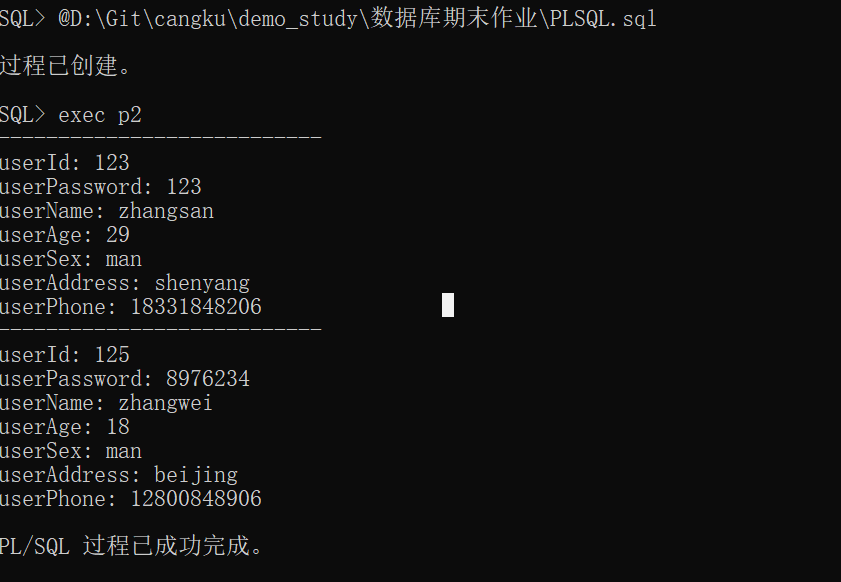 SQL> @D:\Git\cangku\demo_study\数据库期末作业\PLSQL.sql
过程已创建。
SQL> exec p2
---------------------------
userId: 123
userPassword: 123
userName: zhangsan
userAge: 29
userSex: man
userAddress: shenyang
userPhone: 18331848206
---------------------------
userId: 125
userPassword: 8976234
userName: zhangwei
userAge: 18
userSex: man
userAddress: beijing
userPhone: 12800848906
PL/SQL 过程已成功完成。